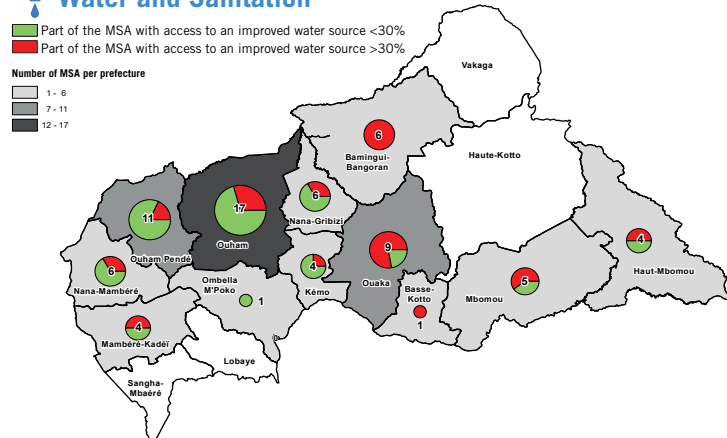 Water and Sanitation
Part of the MSA with access to an improved water source <30%
Part of the MSA with access to an improved water source >30%
Number of MSA per prefecture
1 - 6
7 - 11
12 - 17
Vakaga
6
Bamingui-
Bangoran
Haute-Kotto
17
Ouham
6
Nana-Gribizi
11
Ouham Pendé
9
Ouaka
4
Haut-Mbomou
6
Nana-Mambéré
4
Kémo
Ombella
M'Poko
1
Basse-
Kotto
1
5
Mbomou
4
Mambéré-Kadéï
Lobaye
Sangha-
Mbaéré